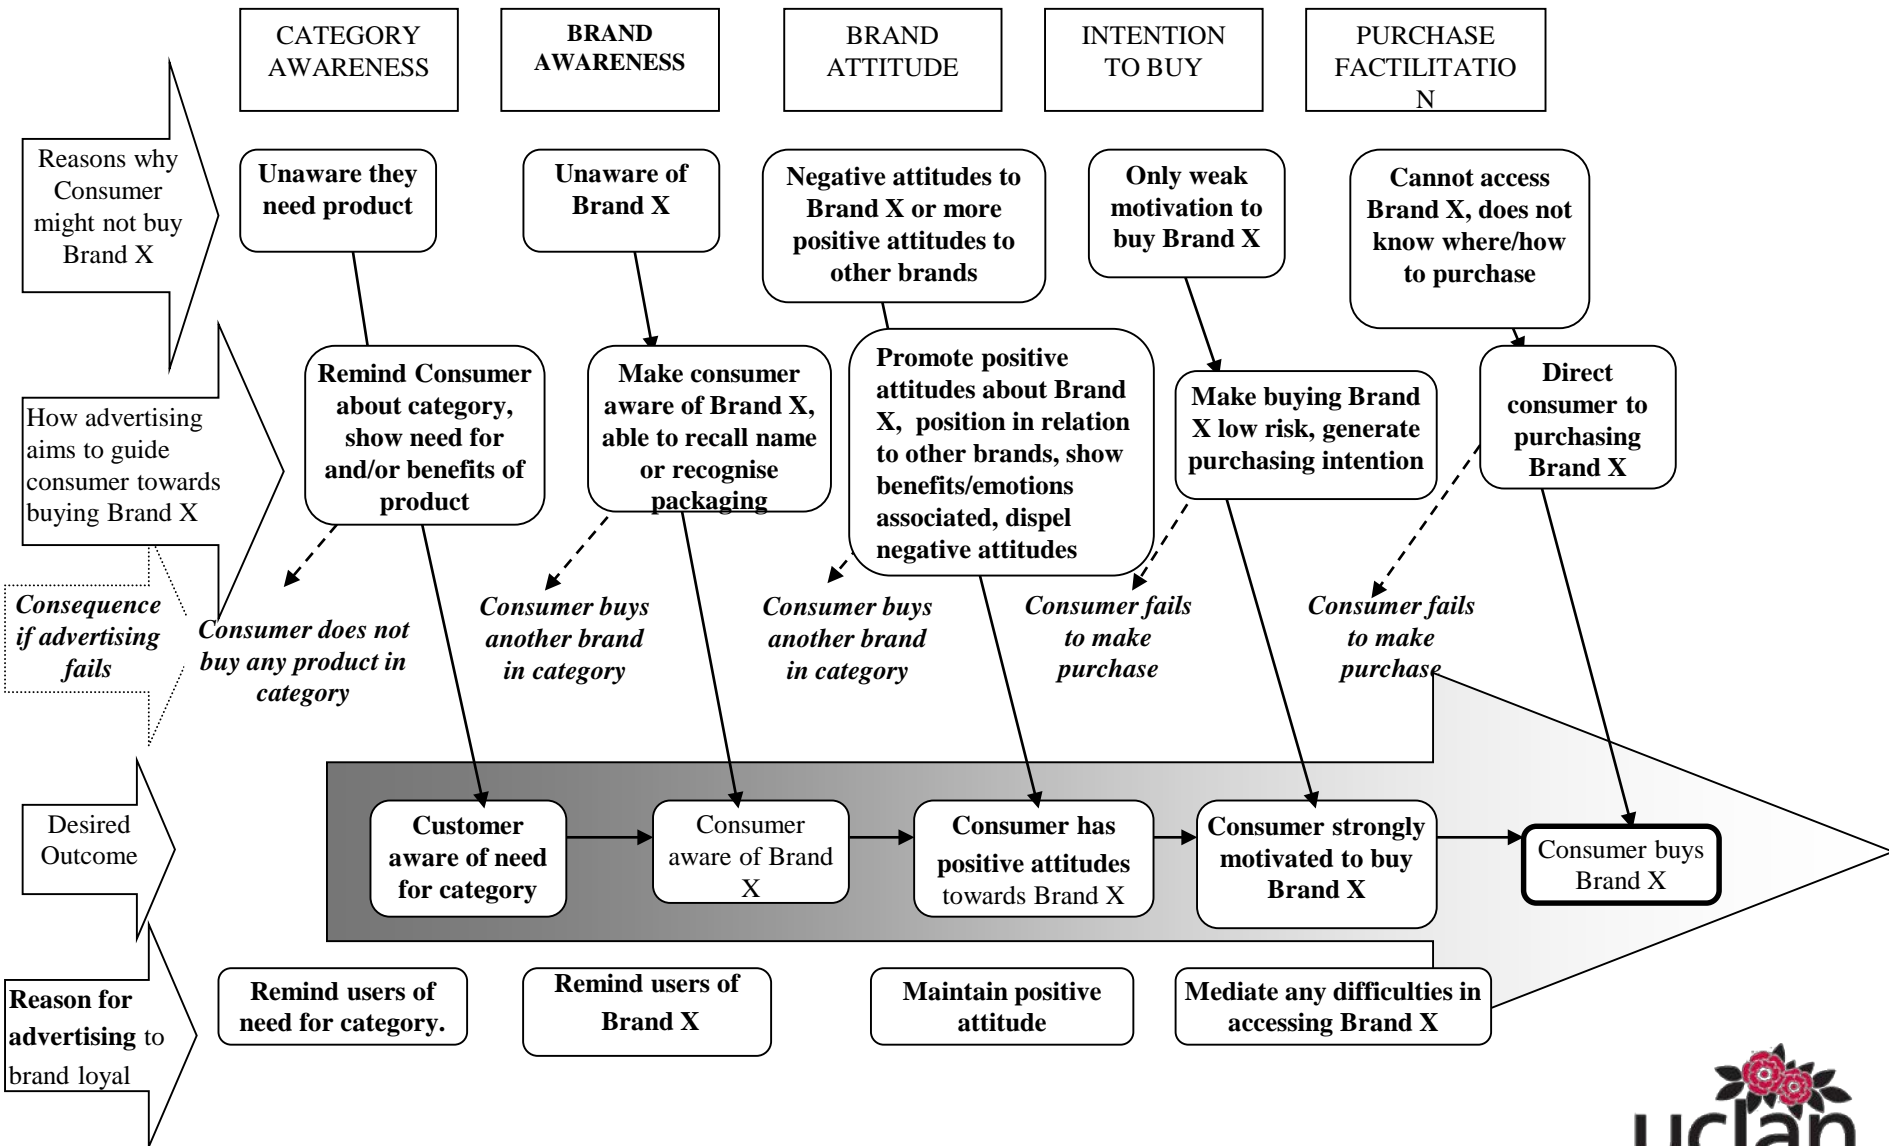 CATEGORY
AWARENESS
BRAND
AWARENESS
BRAND
ATTITUDE
INTENTION
TO BUY
PURCHASE
FACTILITATIO
N
Reasons why
Consumer
might not buy
Brand X
Unaware they
need product
Unaware of
Brand X
Negative attitudes to
Brand X or more
positive attitudes to
other brands
Only weak
motivation to
buy Brand X
Cannot access
Brand X, does not
know where/how
to purchase
How advertising
aims to guide
consumer towards
buying Brand X
Remind Consumer
about category,
show need for
and/or benefits of
product
Make consumer
aware of Brand X,
able to recall name
or recognise
packaging
Promote positive
attitudes about Brand
X, position in relation
to other brands, show
benefits/emotions
associated, dispel
negative attitudes
Make buying Brand
X low risk, generate
purchasing intention
Direct
consumer to
purchasing
Brand X
Consequence
if advertising
fails
Consumer does not
buy any product in
category
Consumer buys
another brand
in category
Consumer buys
another brand
in category
Consumer fails
to make
purchase
Consumer fails
to make
purchase
Desired
Outcome
Customer
aware of need
for category
Consumer
aware of Brand
X
Consumer has
positive attitudes
towards Brand X
Consumer strongly
motivated to buy
Brand X
Consumer buys
Brand X
Reason for
advertising to
brand loyal
Remind users of
need for category.
Remind users of
Brand X
Maintain positive
attitude
Mediate any difficulties in
accessing Brand X
uclan